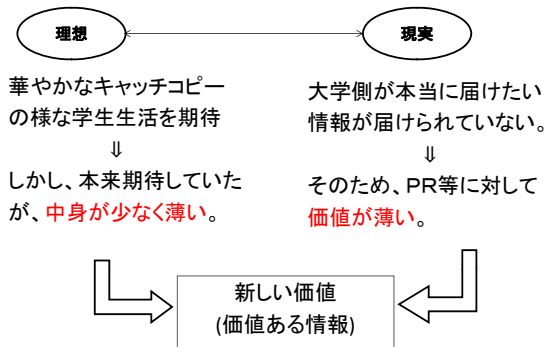 理想
現実
華やかなキャッチコピー
の様な学生生活を期待
⇓
しかし、本来期待していた
が、中身が少なく薄い。
大学側が本当に届けたい
情報が届けられていない。
⇓
そのため、PR等に対して
価値が薄い。
新しい価値
(価値ある情報)